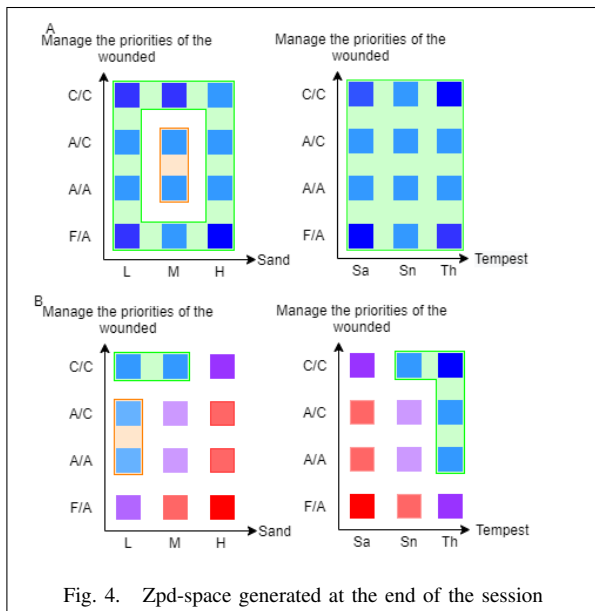 A
Manage the priorities of the
wounded
C/C
A/C
A/A
F/A
L M H
Sand
Manage the priorities of the
wounded
C/C
A/C
A/A
F/A
Sa Sn Th
Tempest
B
Manage the priorities of the
wounded
C/C
A/C
A/A
F/A
L M H
Sand
Manage the priorities of the
wounded
C/C
A/C
A/A
F/A
Sa Sn Th
Tempest
Fig. 4. Zpd-space generated at the end of the session